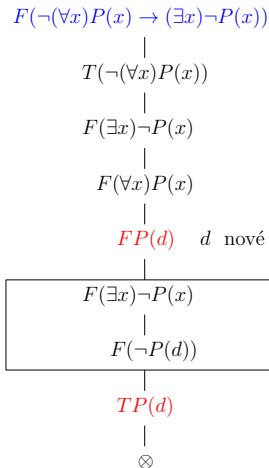 F(¬(∀x)P(x) → (∃x)¬P(x))
T(¬(∀x)P(x))
F(∃x)¬P(x)
F(∀x)P(x)
FP(d) d nové
F(∃x)¬P(x)
F(¬P(d))
TP(d)
⊗